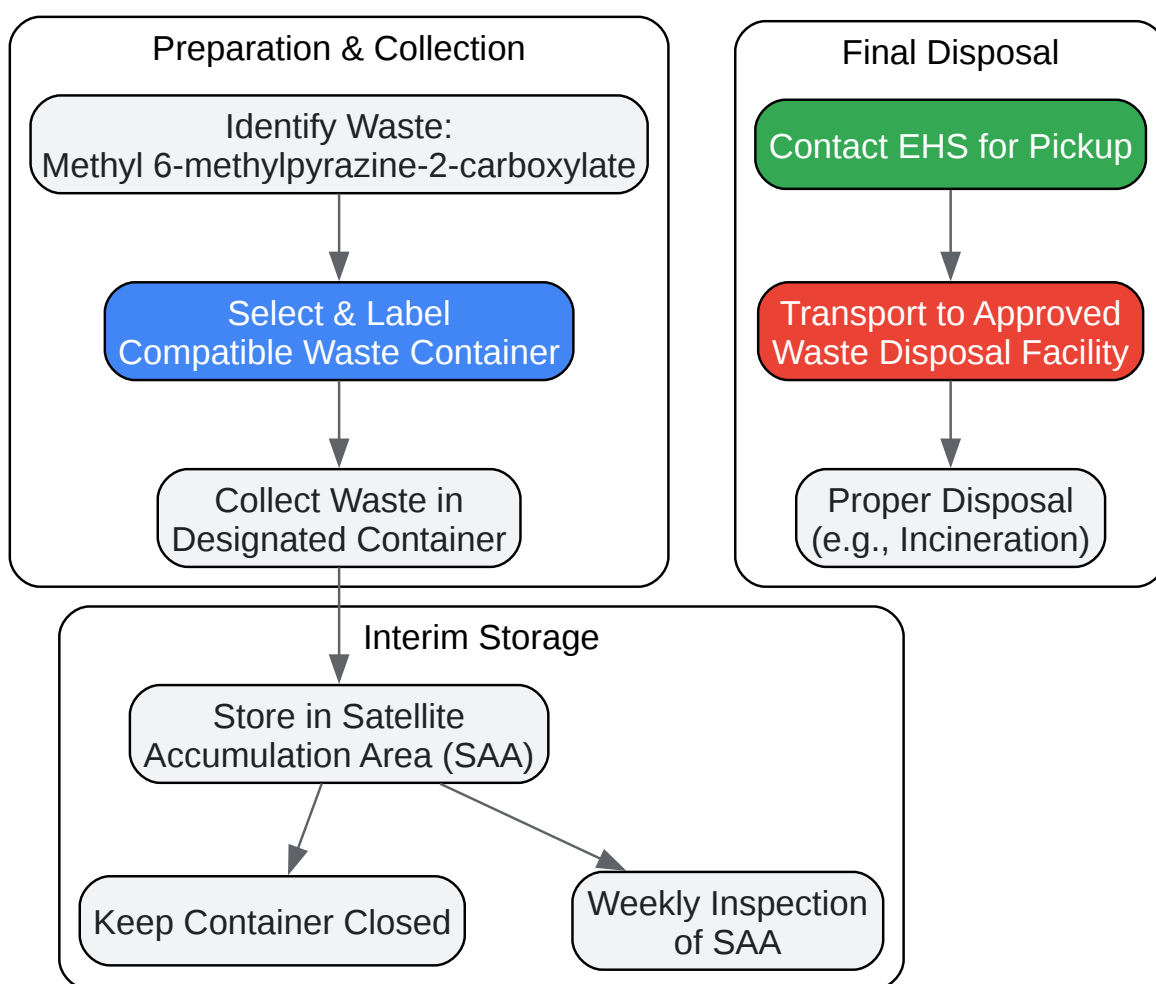 Preparation & Collection
Identify Waste:
Methyl 6-methylpyrazine-2-carboxylate
Select & Label
Compatible Waste Container
Collect Waste in
Designated Container
Interim Storage
Store in Satellite
Accumulation Area (SAA)
Keep Container Closed
Weekly Inspection
of SAA
Final Disposal
Contact EHS for Pickup
Transport to Approved
Waste Disposal Facility
Proper Disposal
(e.g., Incineration)